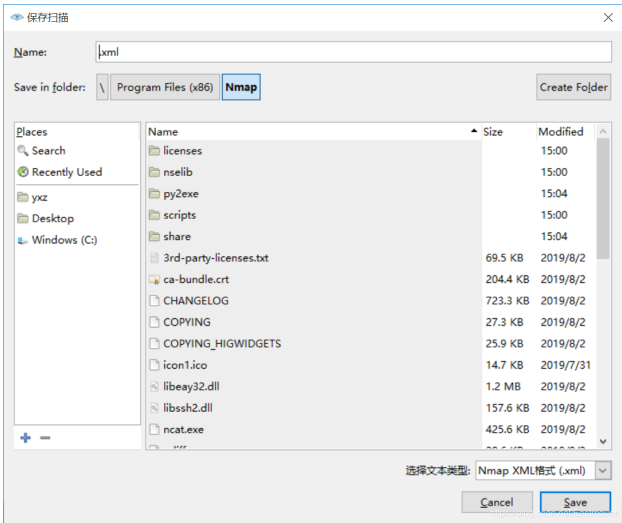 保存扫描
Name: .xml
Save in folder: \ Program Files (x86) Nmap Create Folder
Places Name Size Modified
Search licenses 15:00
Recently Used nselib 15:00
yxz py2exe 15:04
Desktop scripts 15:00
Windows (C:) share 15:04
3rd-party-licenses.txt 69.5 KB 2019/8/2
ca-bundle.crt 204.4 KB 2019/8/2
CHANGELOG 723.3 KB 2019/8/2
COPYING 27.3 KB 2019/8/2
COPYING_HIGWIDGETS 25.9 KB 2019/8/2
icon1.ico 14.7 KB 2019/7/31
libeay32.dll 1.2 MB 2019/8/2
libssh2.dll 157.6 KB 2019/8/2
ncat.exe 425.6 KB 2019/8/2
选择文本类型: Nmap XML格式 (.xml)
Cancel Save